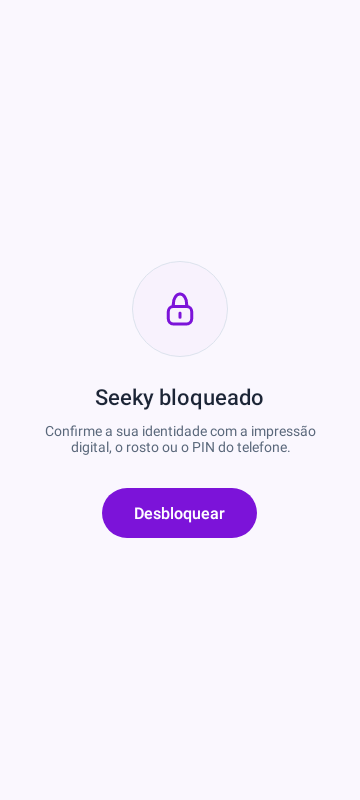 Seeky bloqueado
Confirme a sua identidade com a impressão
digital, o rosto ou o PIN do telefone.
Desbloquear